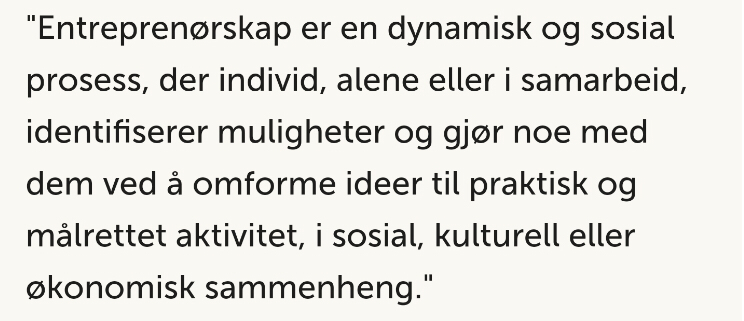 "Entreprenørskap er en dynamisk og sosial
prosess, der individ, alene eller i samarbeid,
identifiserer muligheter og gjør noe med
dem ved å omforme ideer til praktisk og
målrettet aktivitet, i sosial, kulturell eller
økonomisk sammenheng."